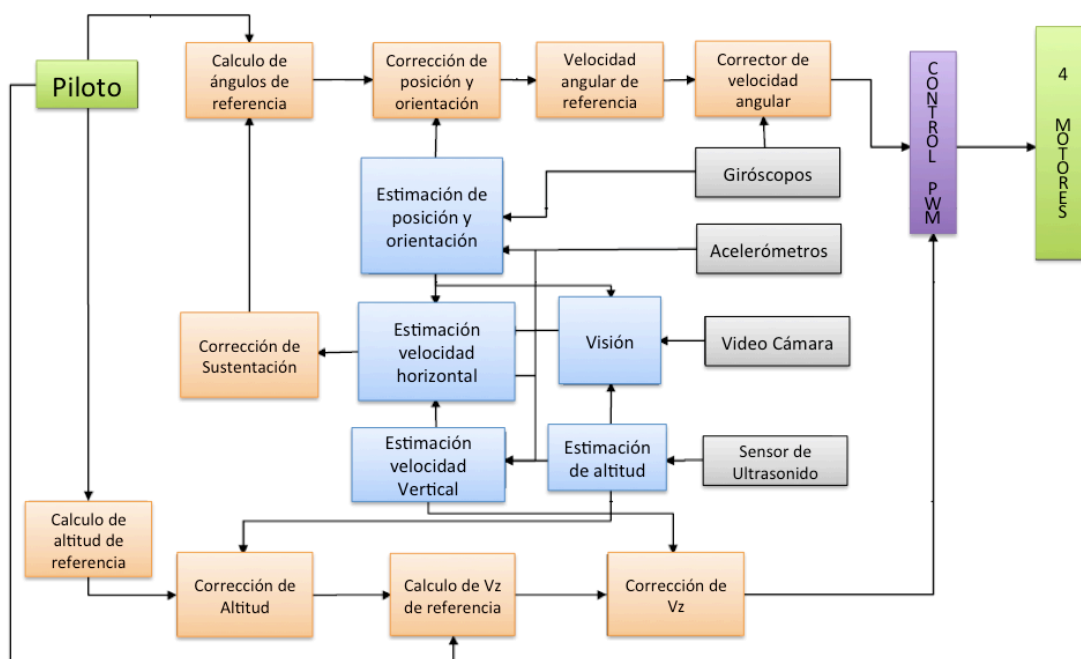 Piloto
Calculo de
ángulos de
referencia
Corrección de
posición y
orientación
Velocidad
angular de
referencia
Corrector de
velocidad
angular
CONTROL PWM
4 MOTORES
Estimación de
posición y
orientación
Giróscopos
Acelerómetros
Corrección de
Sustentación
Estimación
velocidad
horizontal
Visión
Video Cámara
Estimación
velocidad
Vertical
Estimación
de altitud
Sensor de
Ultrasonido
Calculo de
altitud de
referencia
Corrección de
Altitud
Calculo de Vz
de referencia
Corrección de
Vz